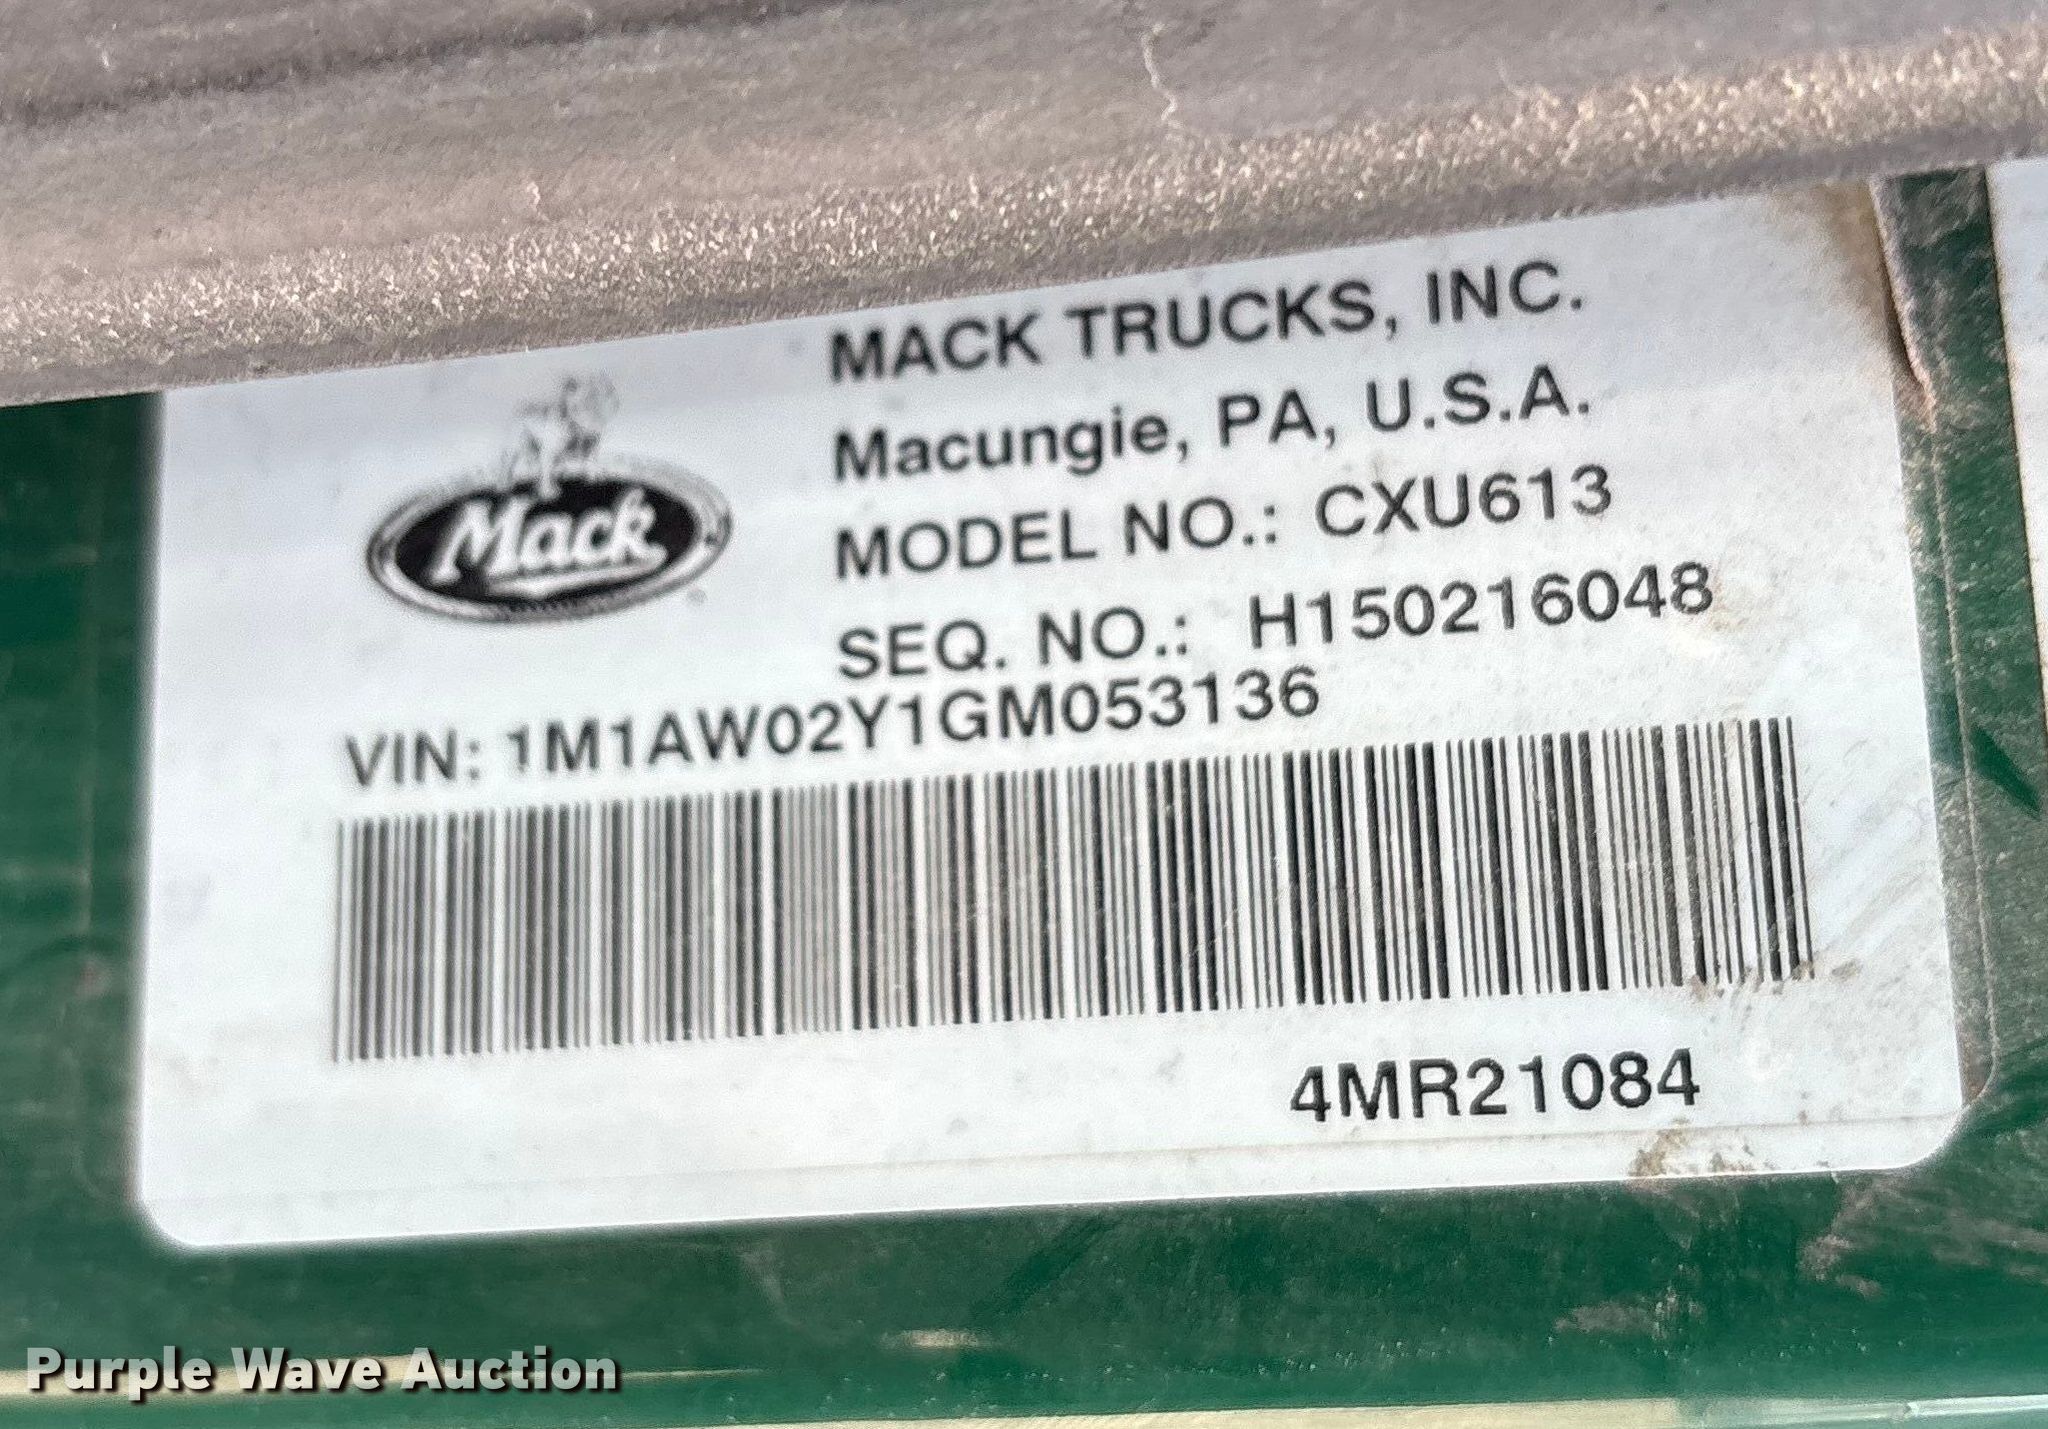 MACK TRUCKS, INC.
Macungie, PA, U.S.A.
Mack
MODEL NO.: CXU613
SEQ. NO.: H150216048
VIN: 1M1AW02Y1GM053136
4MR21084
Purple Wave Auction